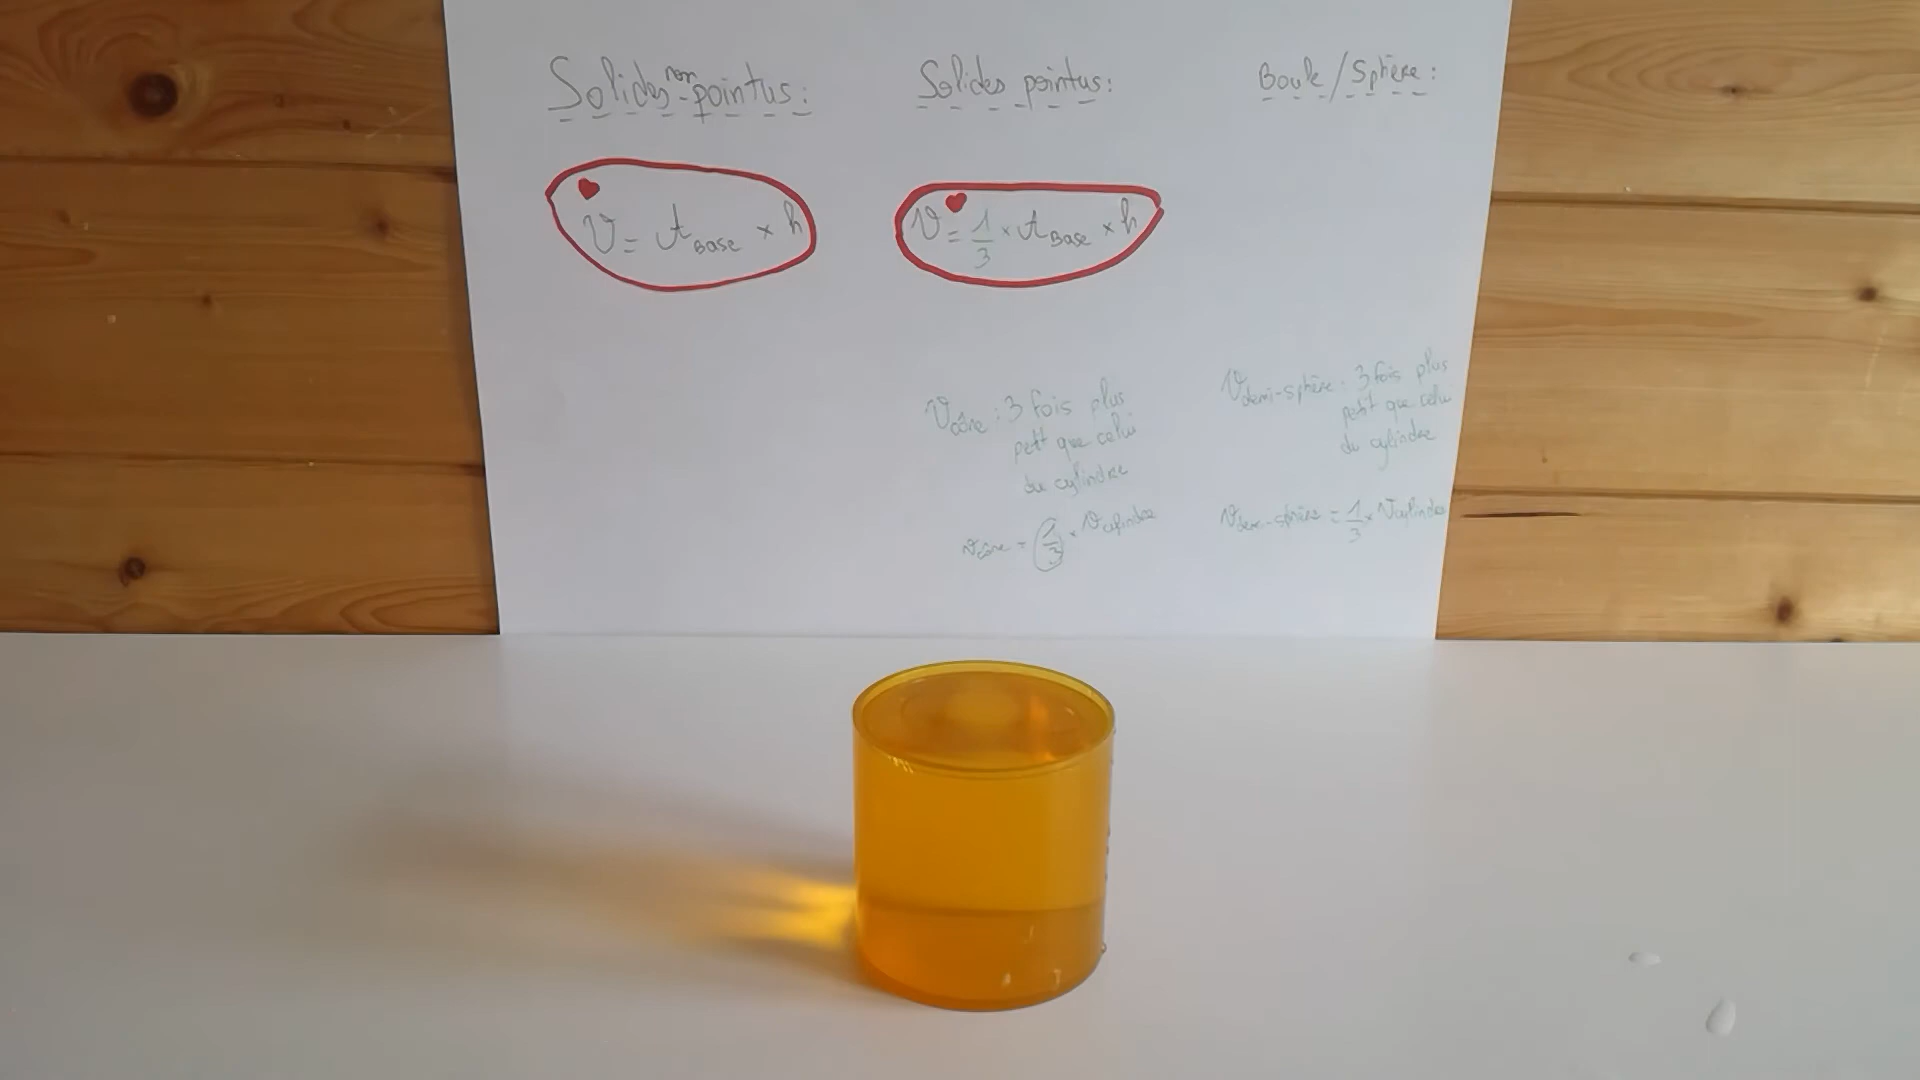 Solides non-pointus:
V = A Base × h
Solides pointus:
V = 1/3 × A Base × h
V cône : 3 fois plus
petit que celui
du cylindre
V cône = 1/3 × V cylindre
Boule / Sphère :
V demi-sphère : 3 fois plus
petit que celui
du cylindre
V demi-sphère = 1/3 × V cylindre